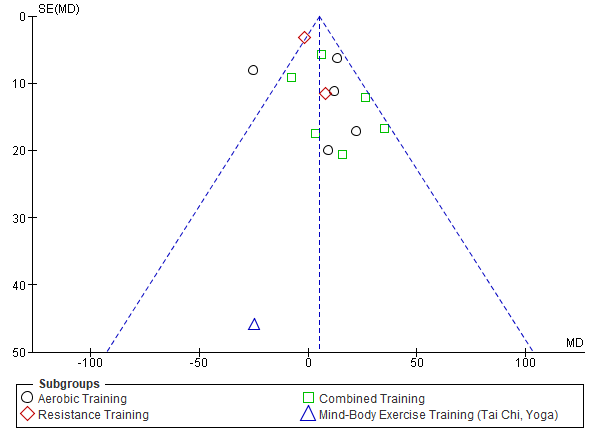 SE(MD)
0
10
20
30
40
50
-100
-50
0
50
100
MD
Subgroups
Aerobic Training
Combined Training
Resistance Training
Mind-Body Exercise Training (Tai Chi, Yoga)